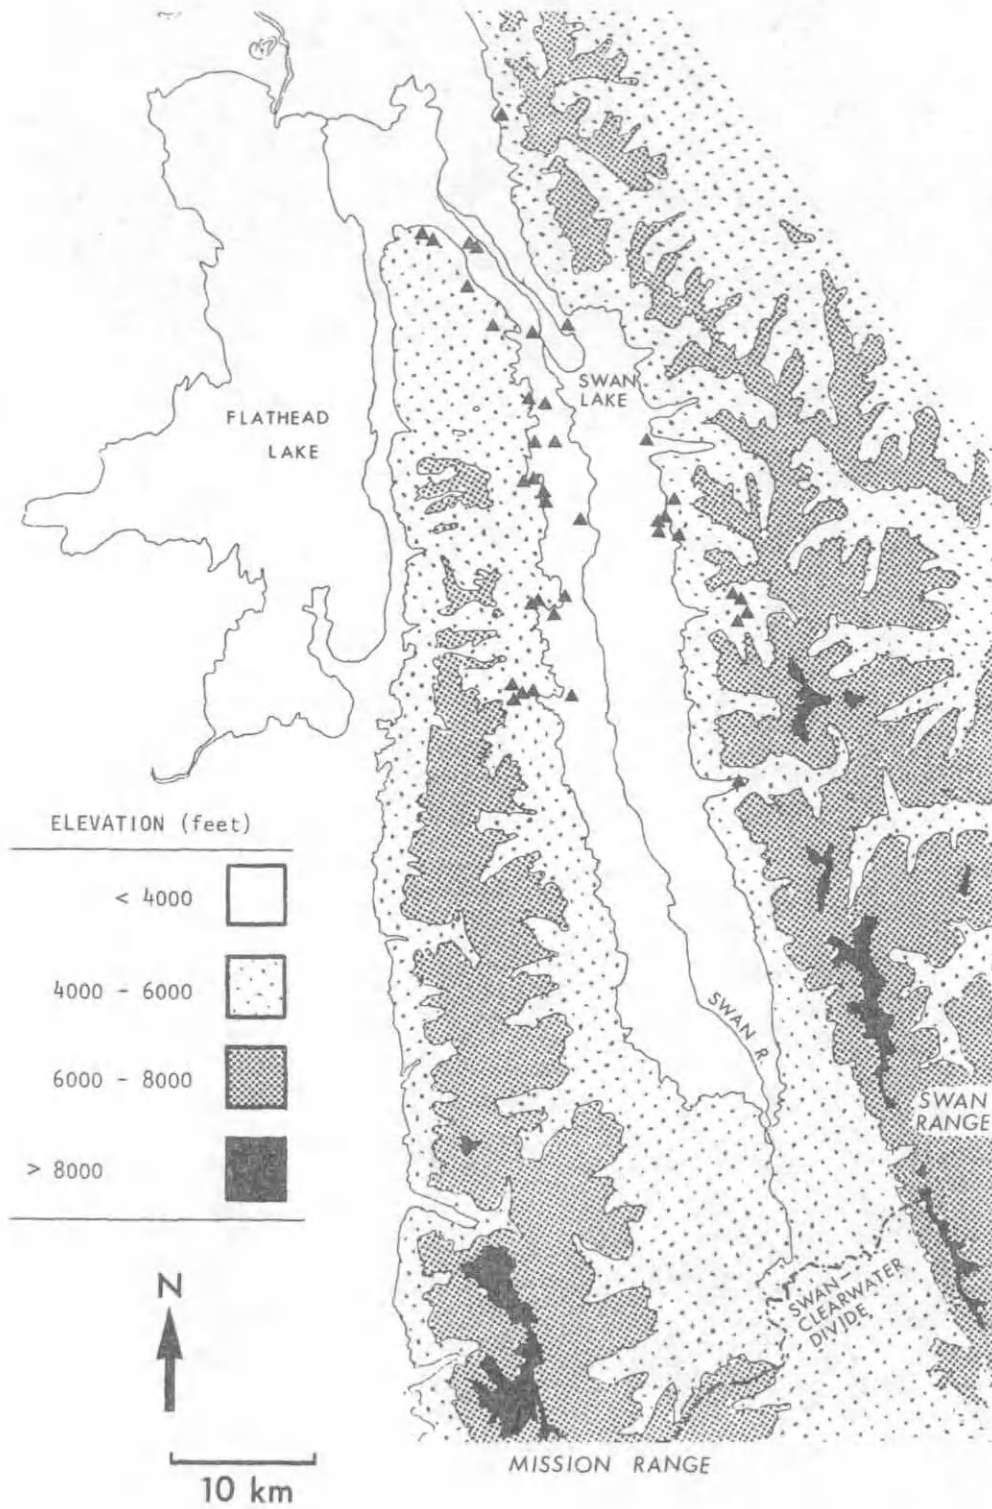 FLATHEAD
LAKE
SWAN
LAKE
ELEVATION (feet)
< 4000
4000 - 6000
6000 - 8000
> 8000
SWAN R.
SWAN
RANGE
SWAN-
CLEARWATER
DIVIDE
N
10 km
MISSION RANGE